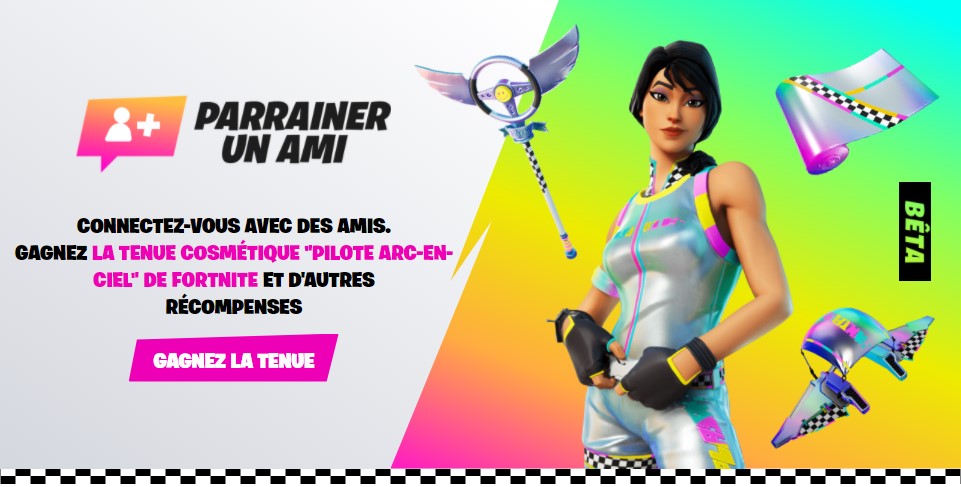 PARRAINER
UN AMI
CONNECTEZ-VOUS AVEC DES AMIS.
GAGNEZ LA TENUE COSMÉTIQUE "PILOTE ARC-EN-
CIEL" DE FORTNITE ET D'AUTRES
RÉCOMPENSES
GAGNEZ LA TENUE
BÊTA